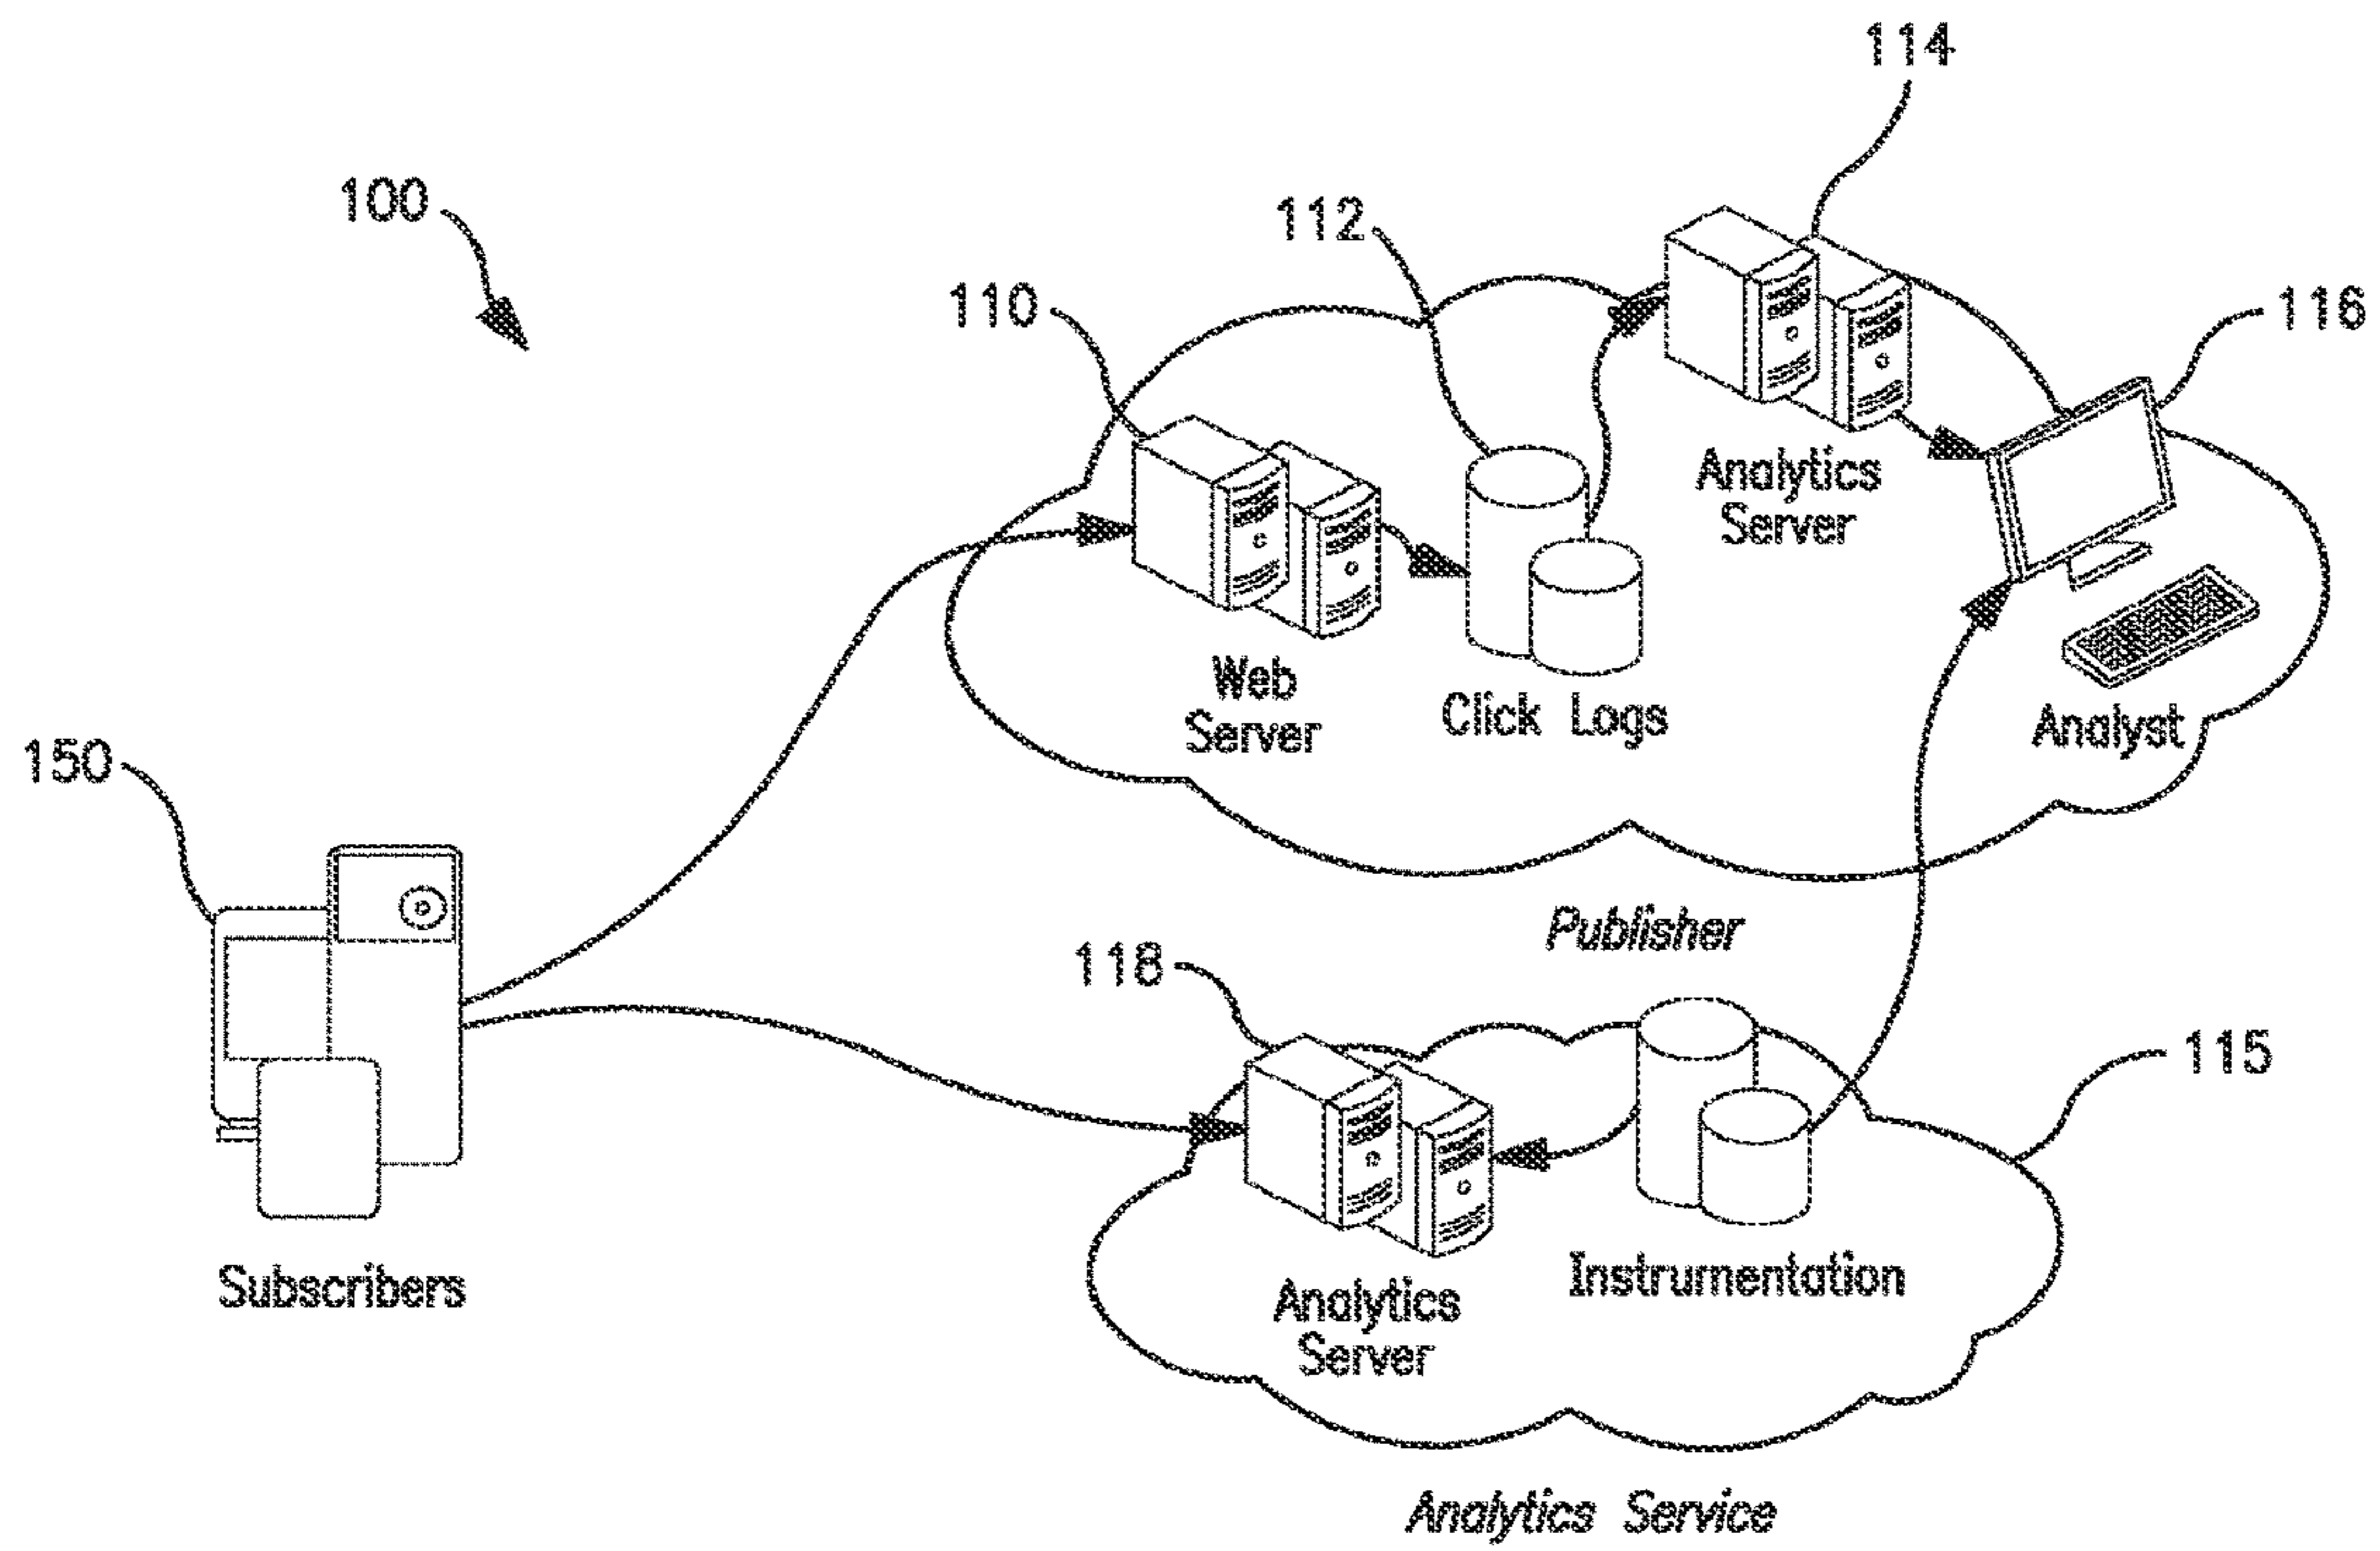 114
100
112
110
116
Analytics
Server
Web
Server
Click Logs
Analyst
150
Publisher
118
115
Subscribers
Instrumentation
Analytics
Server
Analytics Service